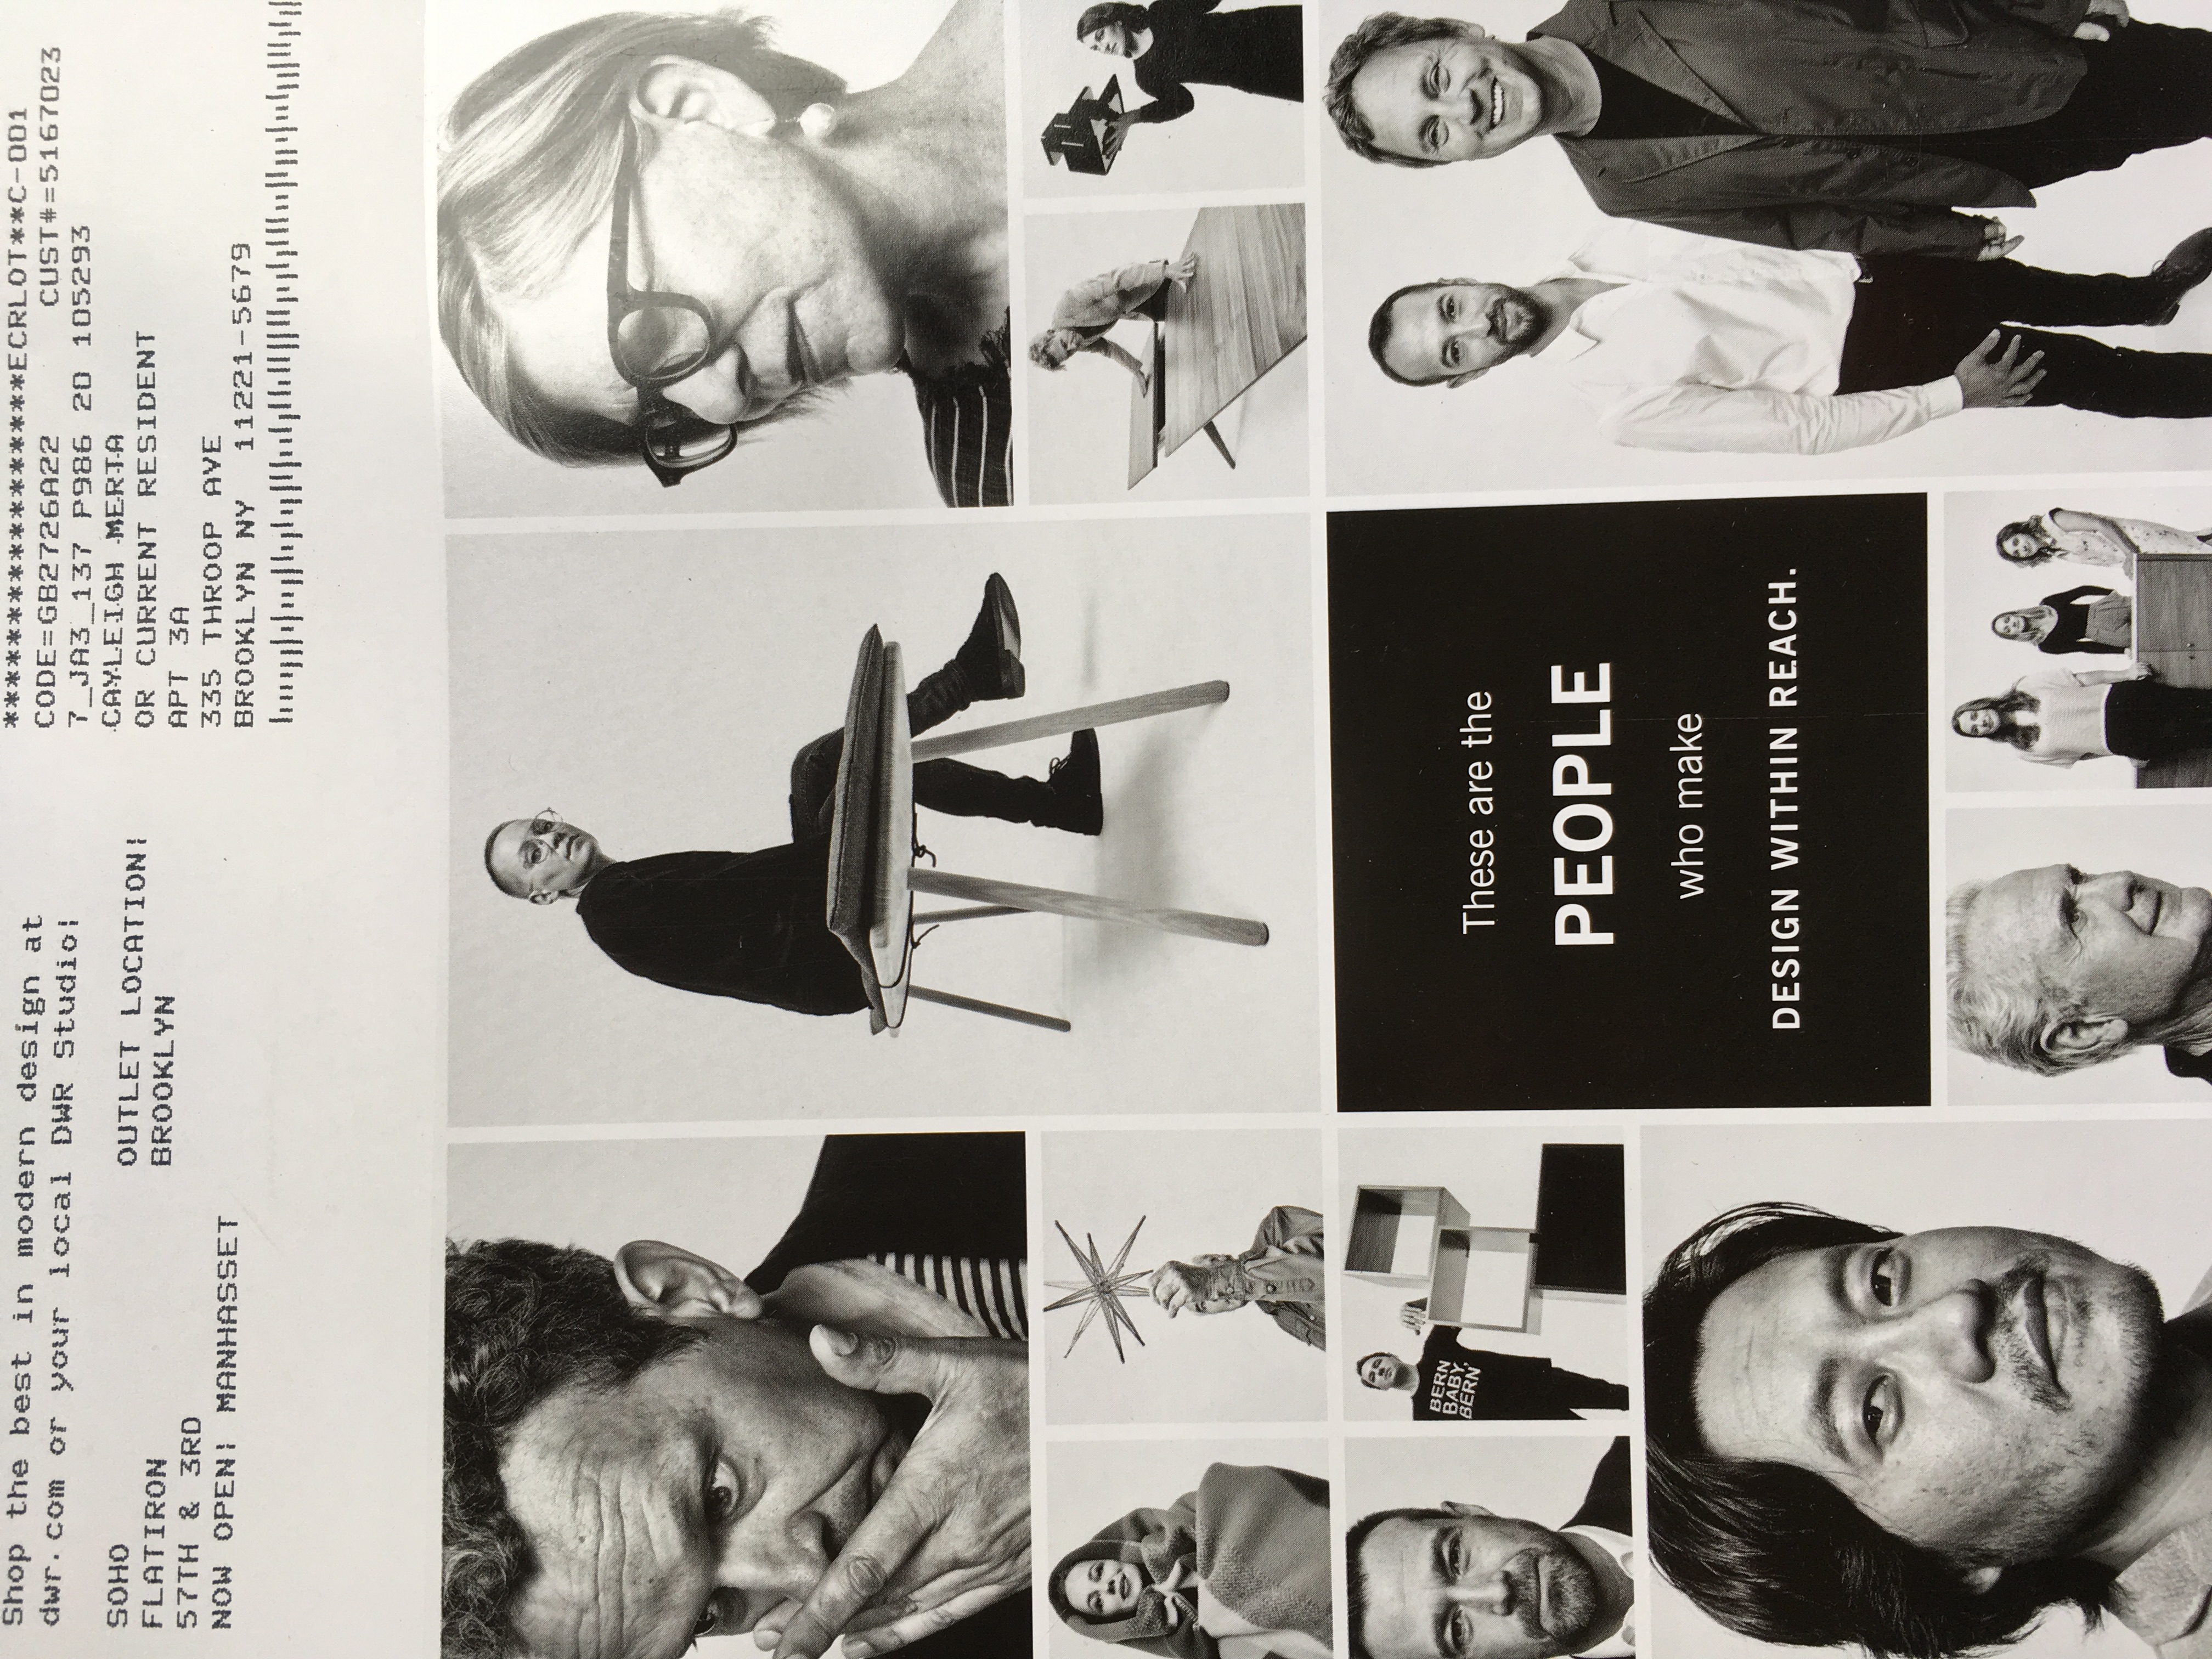 Shop the best in modern design at
dwr.com or your local DWR Studio!
SOHO
FLATIRON
57TH & 3RD
NOW OPEN! MANHASSET
OUTLET LOCATION!
BROOKLYN
*****************ECRLOT**C-001
CODE=GB2726A22 CUST#=5167023
7_JA3_137 P986 20 105293
CAYLEIGH MERTA
OR CURRENT RESIDENT
APT 3A
335 THROOP AVE
BROOKLYN NY 11221-5679
BERN
BABY,
BERN
These are the
PEOPLE
who make
DESIGN WITHIN REACH.